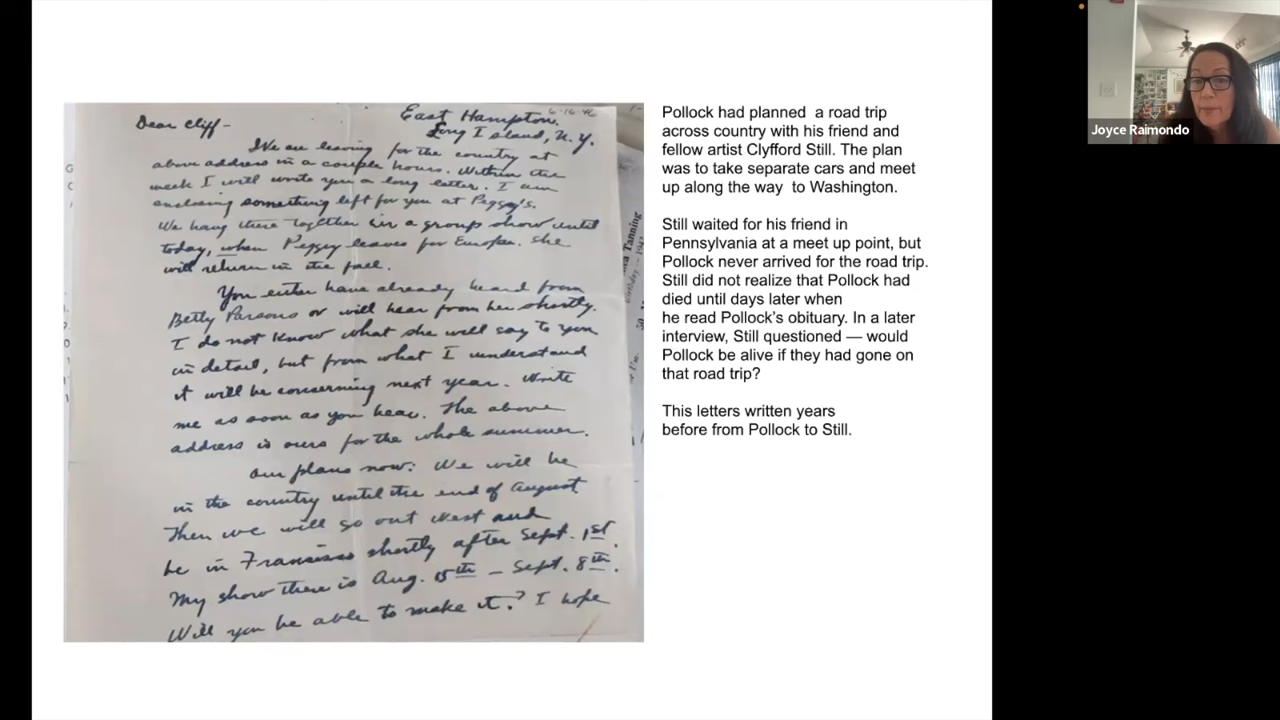 East Hampton. 6-16-46
Dear Cliff-
Long Island, N.Y.
We are leaving for the country at
above address in a couple hours. Within the
week I will write you a long letter. I am
enclosing something left for you at Peggy's.
We hang there together in a group show until
today, when Peggy leaves for Europe. She
will return in the fall.
You either have already heard from
Betty Parsons or will hear from her shortly.
I do not know what she will say to you
in detail, but from what I understand
it will be concerning next year. Write
me as soon as you hear. The above
address is ours for the whole summer.
Our plans now: We will be
in the country until the end of August
Then we will go out West and
be in Francisco shortly after Sept. 1st.
My show there is Aug. 15th – Sept. 8th.
Will you be able to make it? I hope
Tanning
Pollock had planned a road trip
across country with his friend and
fellow artist Clyfford Still. The plan
was to take separate cars and meet
up along the way to Washington.
Still waited for his friend in
Pennsylvania at a meet up point, but
Pollock never arrived for the road trip.
Still did not realize that Pollock had
died until days later when
he read Pollock's obituary. In a later
interview, Still questioned — would
Pollock be alive if they had gone on
that road trip?
This letters written years
before from Pollock to Still.
Joyce Raimondo